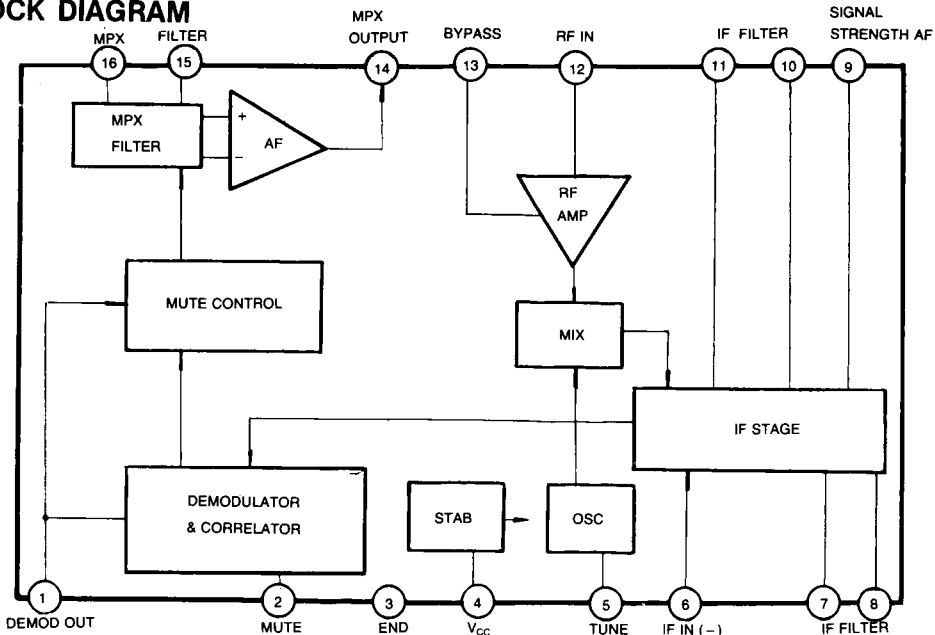 OCK DIAGRAM
MPX
FILTER
MPX
OUTPUT
BYPASS
RF IN
IF FILTER
SIGNAL
STRENGTH AF
16
15
14
13
12
11
10
9
MPX
FILTER
+
−
AF
RF
AMP
MUTE CONTROL
MIX
IF STAGE
DEMODULATOR
& CORRELATOR
STAB
OSC
1
2
3
4
5
6
7
8
DEMOD OUT
MUTE
END
VCC
TUNE
IF IN (−)
IF FILTER